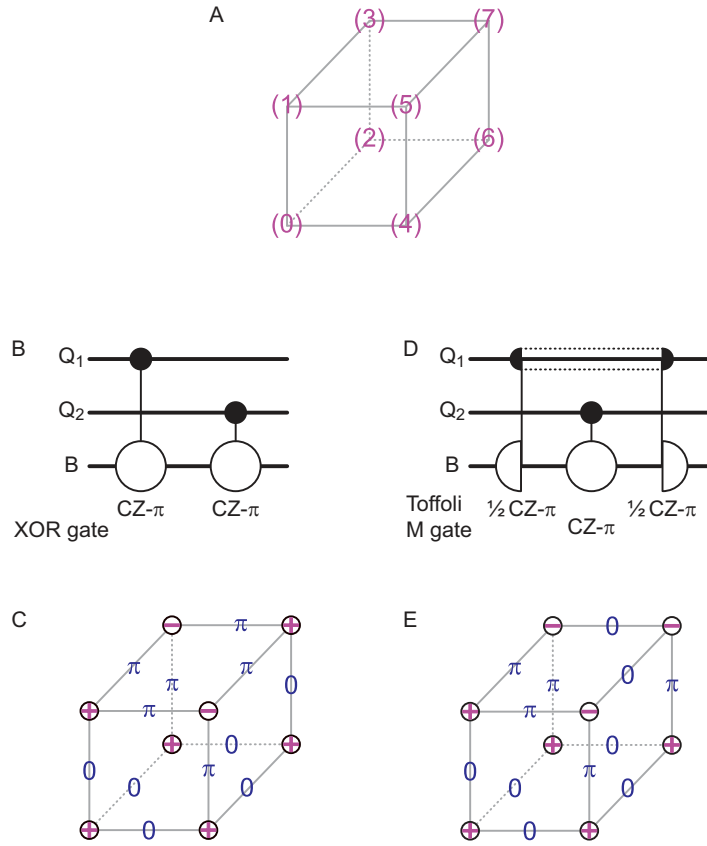 A
(3) (7)
(1) (5)
(2) (6)
(0) (4)
B
Q1
Q2
B
CZ-π CZ-π
XOR gate
D
Q1
Q2
B
Toffoli
M gate
½ CZ-π ½ CZ-π
CZ-π
C
− π +
π π π 0
+ π −
0 + 0 +
0 π 0
+ 0 +
E
− 0 −
π π 0 π
+ π −
0 + 0 +
0 π 0
+ 0 +